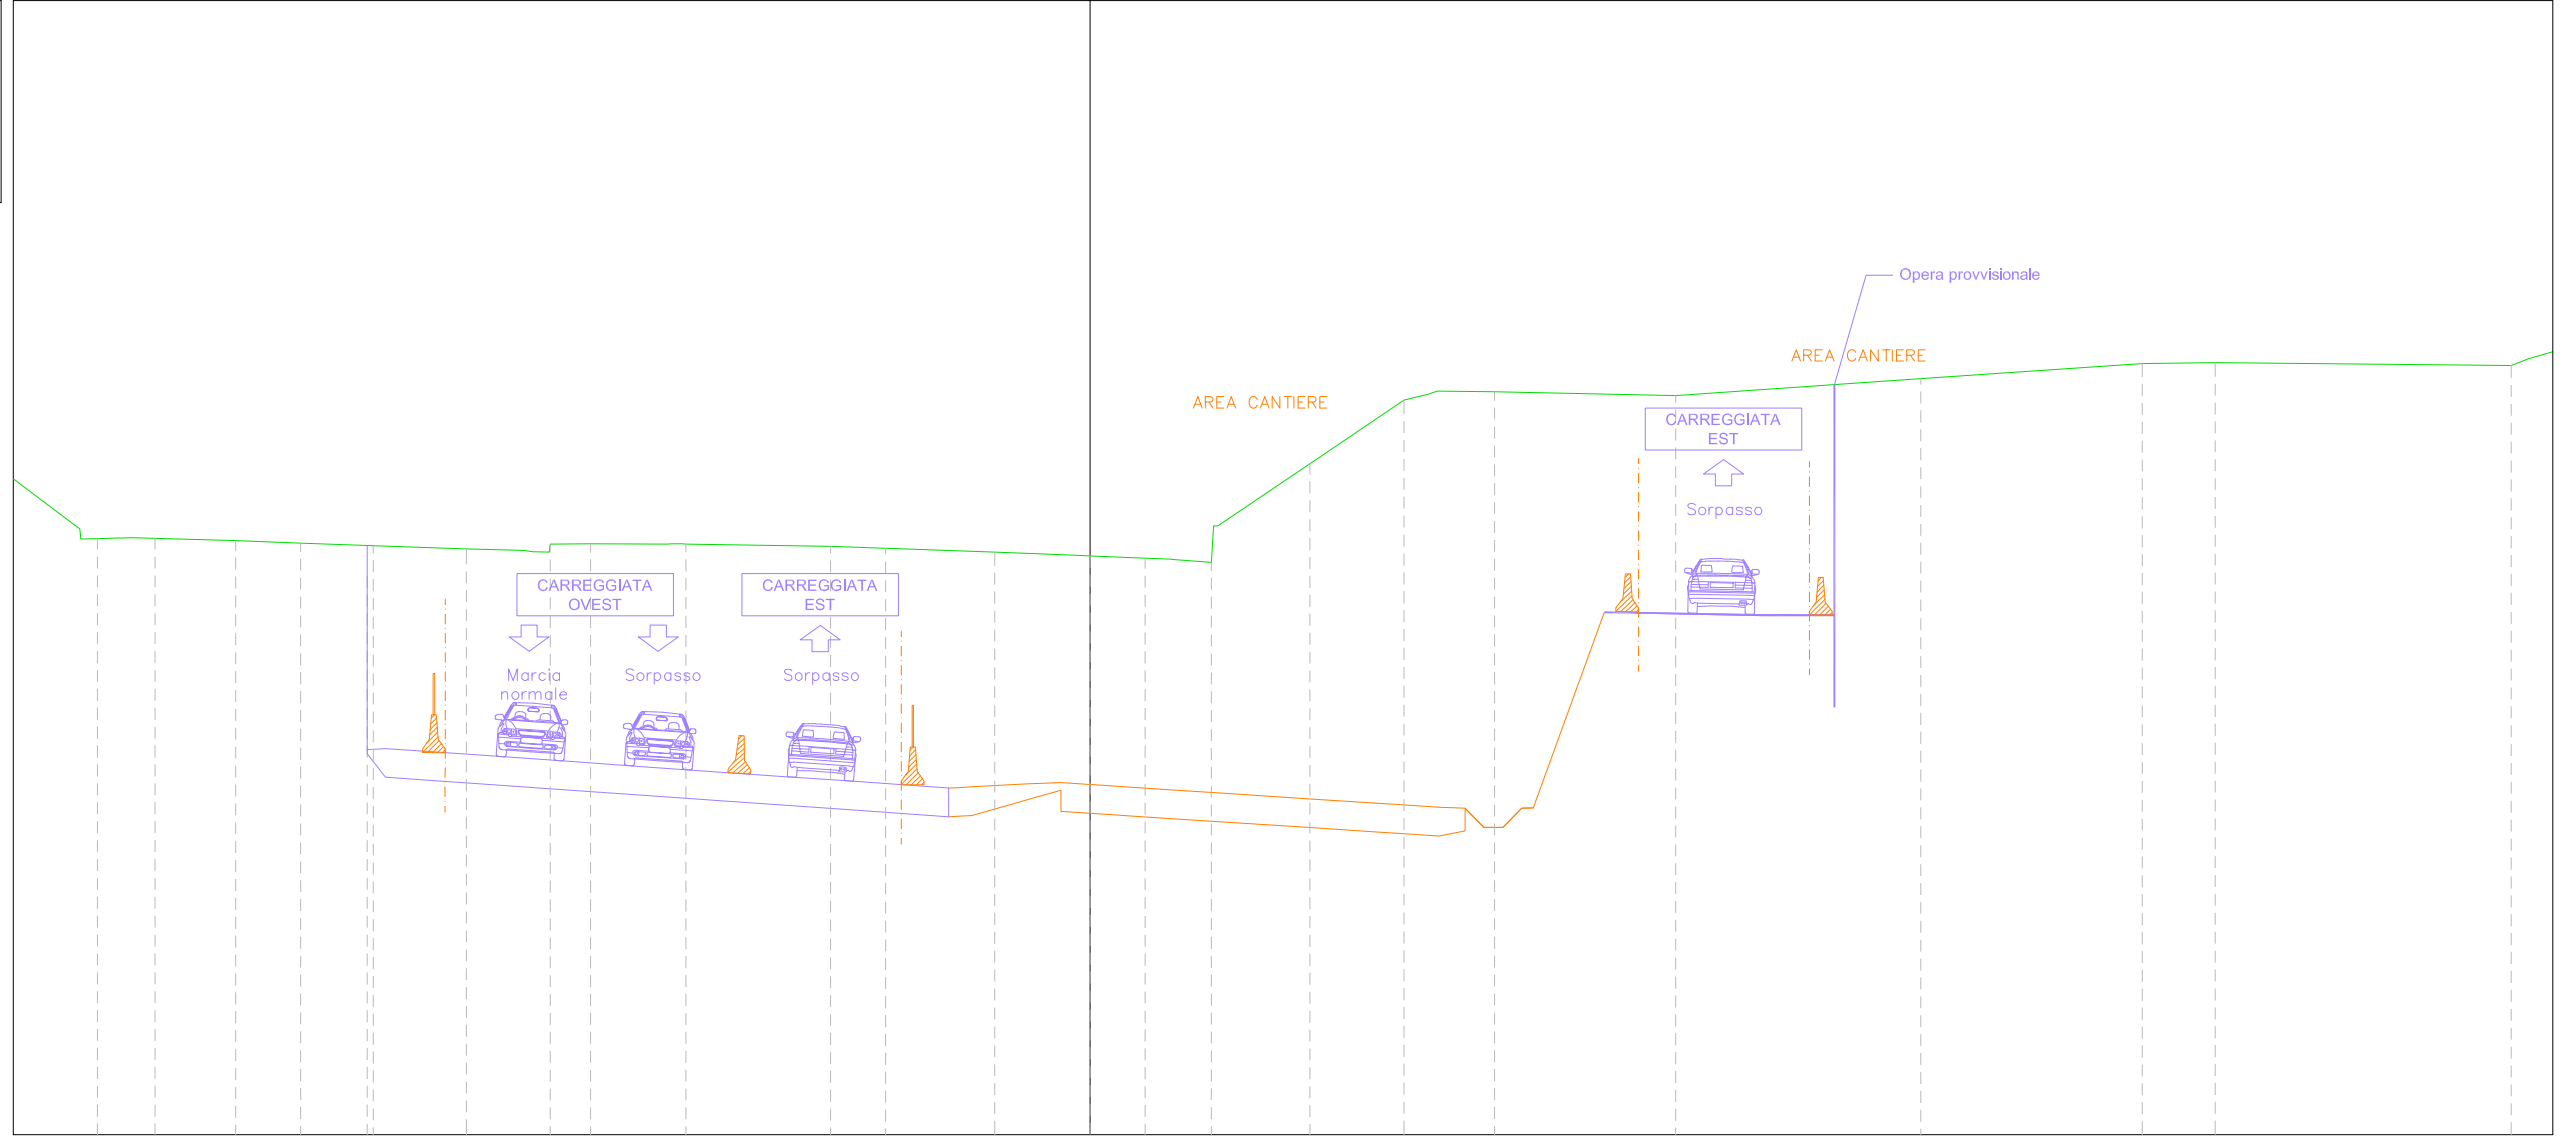 Opera provvisionale
AREA CANTIERE
AREA CANTIERE
CARREGGIATA
EST
Sorpasso
CARREGGIATA
OVEST
CARREGGIATA
EST
Marcia
normale
Sorpasso
Sorpasso